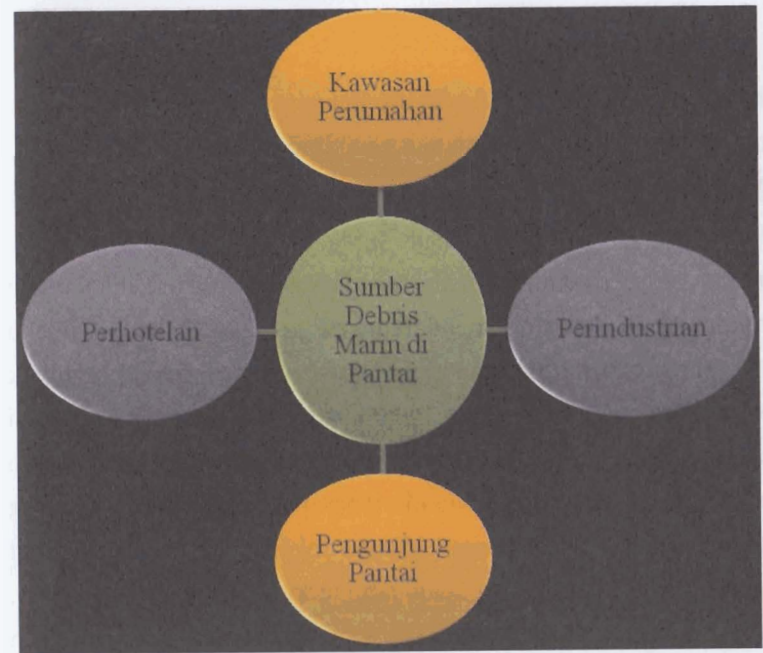 Kawasan
Perumahan
Perhotelan
Sumber
Debris
Marin di
Pantai
Perindustrian
Pengunjung
Pantai